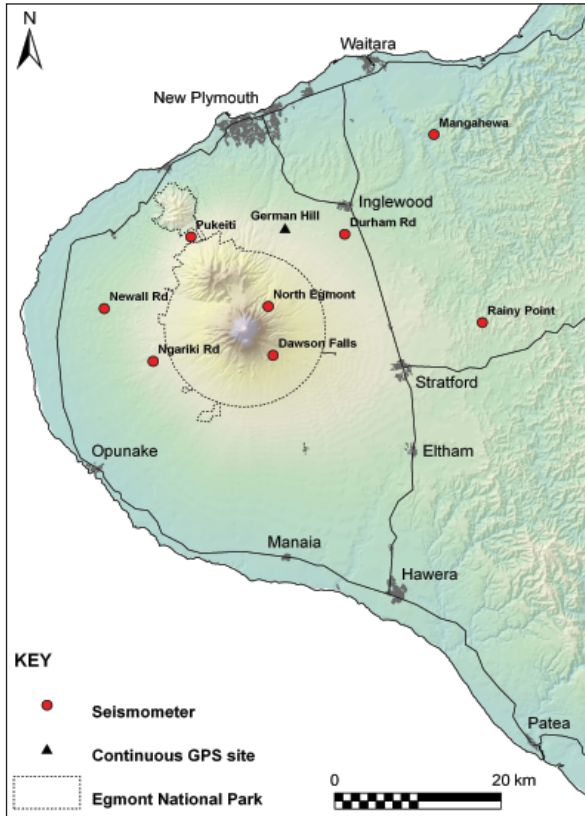 N
Waitara
New Plymouth
Mangahewa
Inglewood
German Hill
Durham Rd
Pukeiti
Newall Rd
North Egmont
Rainy Point
Ngariki Rd
Dawson Falls
Stratford
Opunake
Eltham
Manaia
Hawera
KEY
Seismometer
Continuous GPS site
Egmont National Park
Patea
0 20 km